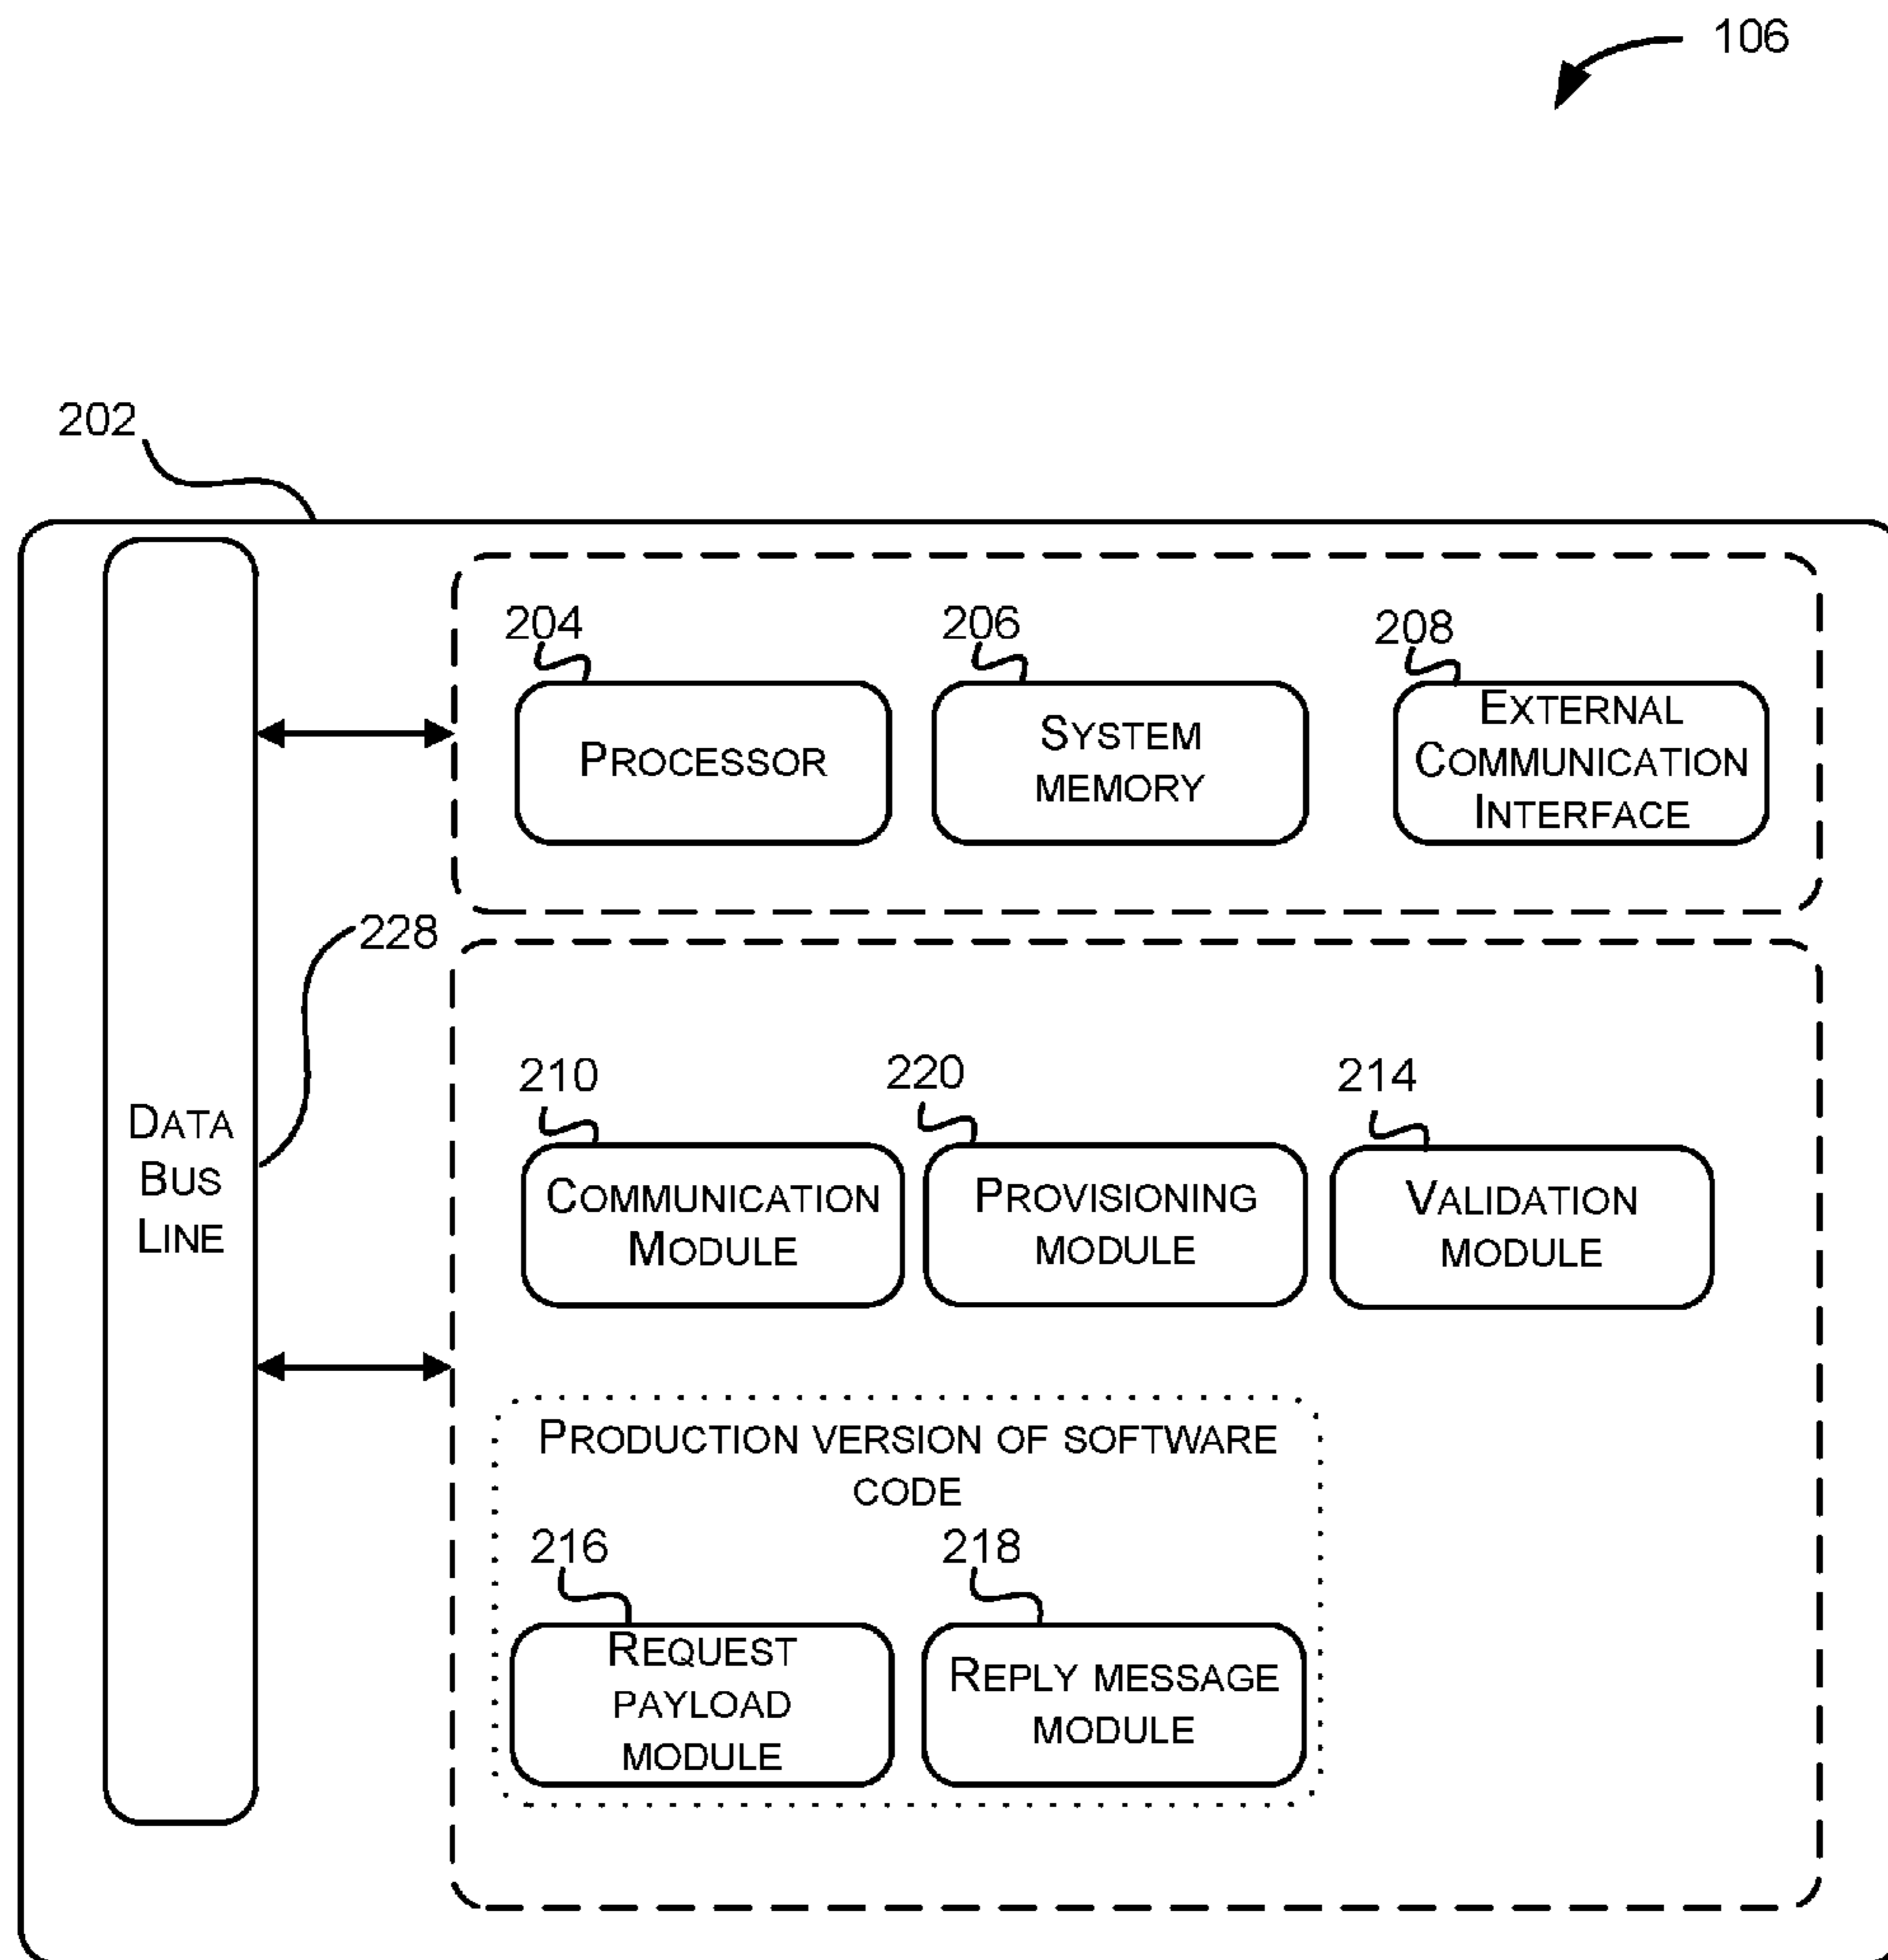 106
202
204
206
208
PROCESSOR
SYSTEM
MEMORY
EXTERNAL
COMMUNICATION
INTERFACE
228
DATA
BUS
LINE
210
220
214
COMMUNICATION
MODULE
PROVISIONING
MODULE
VALIDATION
MODULE
PRODUCTION VERSION OF SOFTWARE
CODE
216
218
REQUEST
PAYLOAD
MODULE
REPLY MESSAGE
MODULE